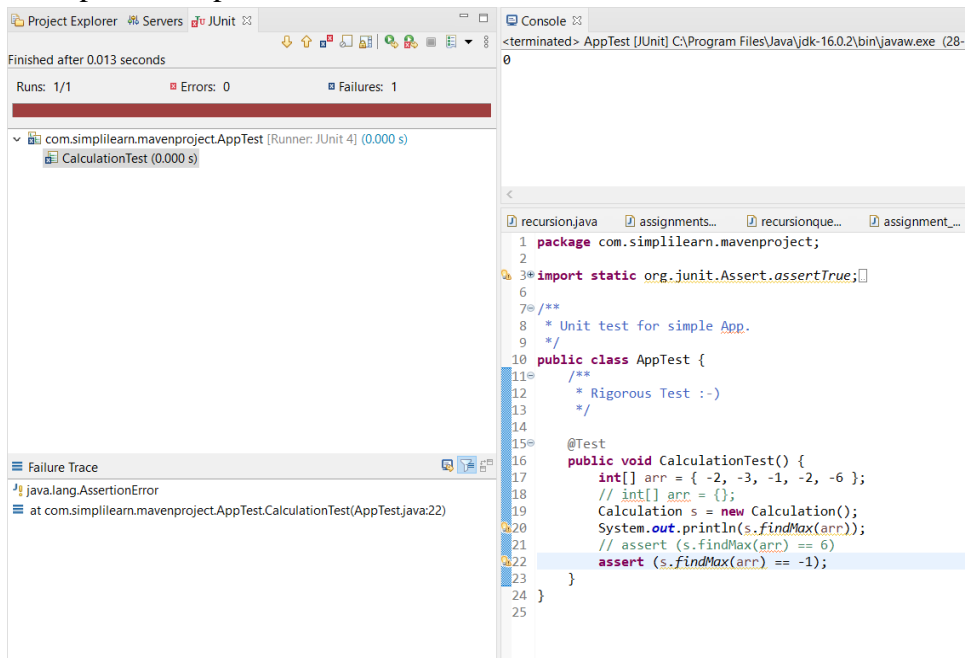 Project Explorer Servers JUnit
Finished after 0.013 seconds
Runs: 1/1 Errors: 0 Failures: 1
com.simplilearn.mavenproject.AppTest [Runner: JUnit 4] (0.000 s)
CalculationTest (0.000 s)
Failure Trace
java.lang.AssertionError
at com.simplilearn.mavenproject.AppTest.CalculationTest(AppTest.java:22)
Console
<terminated> AppTest [JUnit] C:\Program Files\Java\jdk-16.0.2\bin\javaw.exe (28-
0
recursion.java assignments... recursionque... assignment_...
1 package com.simplilearn.mavenproject;
2
3 import static org.junit.Assert.assertTrue;
6
7 /**
8 * Unit test for simple App.
9 */
10 public class AppTest {
11 /**
12 * Rigorous Test :-)
13 */
14
15 @Test
16 public void CalculationTest() {
17 int[] arr = { -2, -3, -1, -2, -6 };
18 // int[] arr = {};
19 Calculation s = new Calculation();
20 System.out.println(s.findMax(arr));
21 // assert (s.findMax(arr) == 6)
22 assert (s.findMax(arr) == -1);
23 }
24 }
25